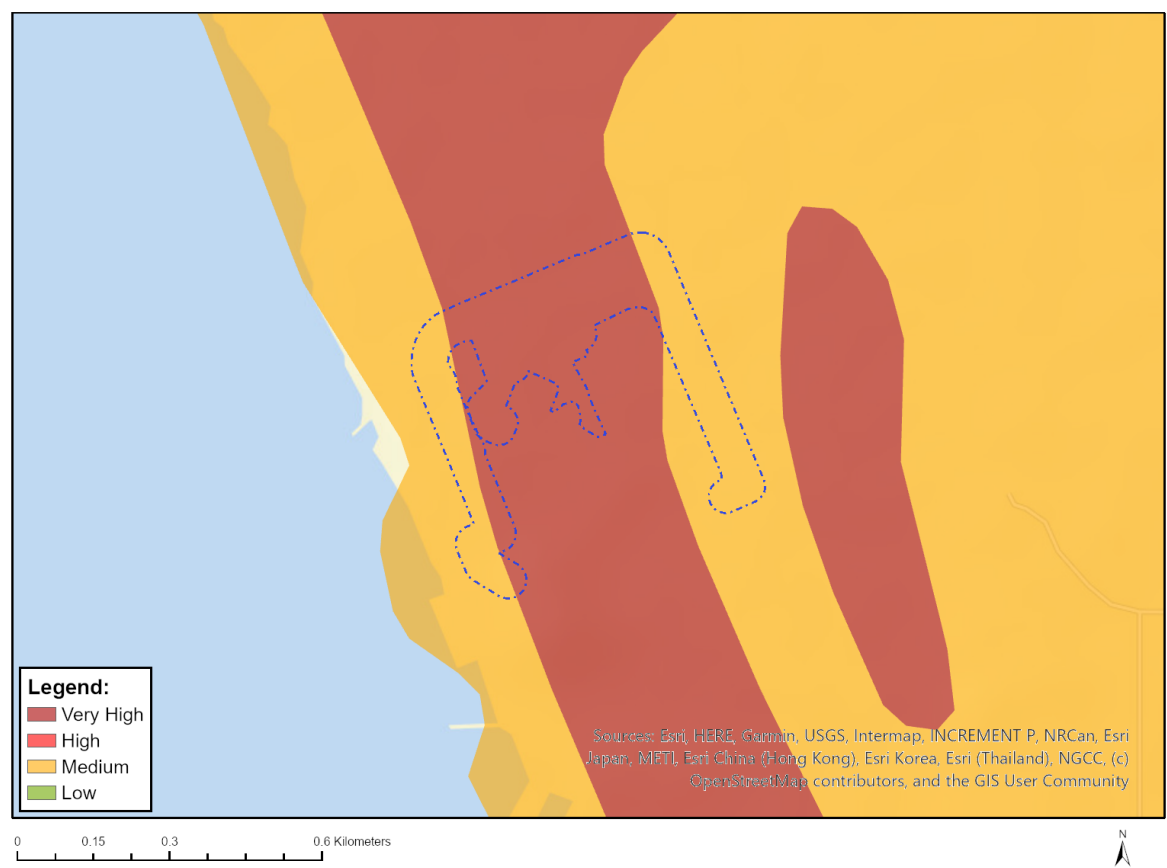 Legend:
Very High
High
Medium
Low
Sources: Esri, HERE, Garmin, USGS, Intermap, INCREMENT P, NRCan, Esri
Japan, METI, Esri China (Hong Kong), Esri Korea, Esri (Thailand), NGCC, (c)
OpenStreetMap contributors, and the GIS User Community
0 0.15 0.3 0.6 Kilometers
N